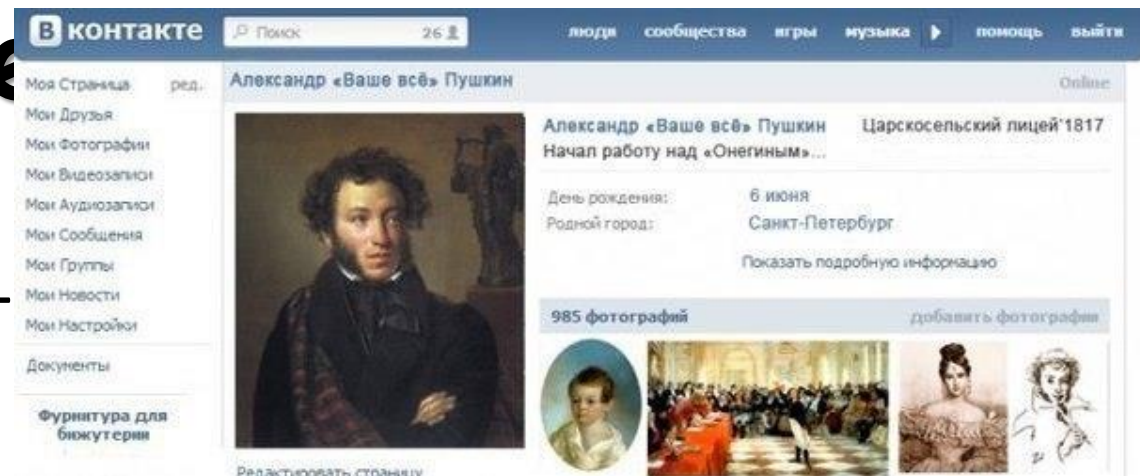 В контакте Поиск 26 люди сообщества игры музыка помощь выйти
Моя Страница ред.
Мои Друзья
Мои Фотографии
Мои Видеозаписи
Мои Аудиозаписи
Мои Сообщения
Мои Группы
Мои Новости
Мои Настройки
Документы
Фурнитура для
бижутерии
Александр «Ваше всё» Пушкин Online
Редактировать страницу
Александр «Ваше всё» Пушкин Царскосельский лицей'1817
Начал работу над «Онегиным»...
День рождения: 6 июня
Родной город: Санкт-Петербург
Показать подробную информацию
985 фотографий добавить фотографии